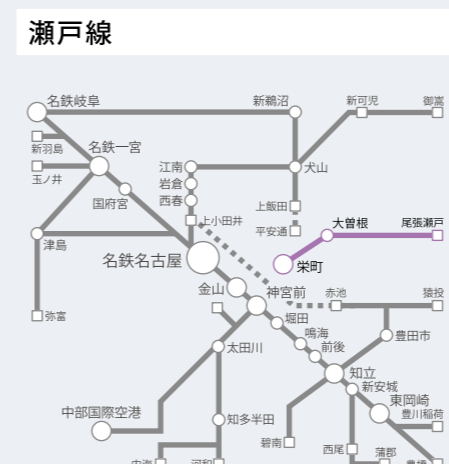 瀬戸線
名鉄岐阜
新鵜沼
新可児
御嵩
新羽島
名鉄一宮
江南
犬山
玉ノ井
岩倉
国府宮
西春
上飯田
上小田井
大曽根
尾張瀬戸
平安通
津島
名鉄名古屋
栄町
金山
神宮前
赤池
猿投
弥富
堀田
鳴海
豊田市
太田川
前後
知立
新安城
東岡崎
中部国際空港
豊川稲荷
知多半田
碧南
西尾
蒲郡